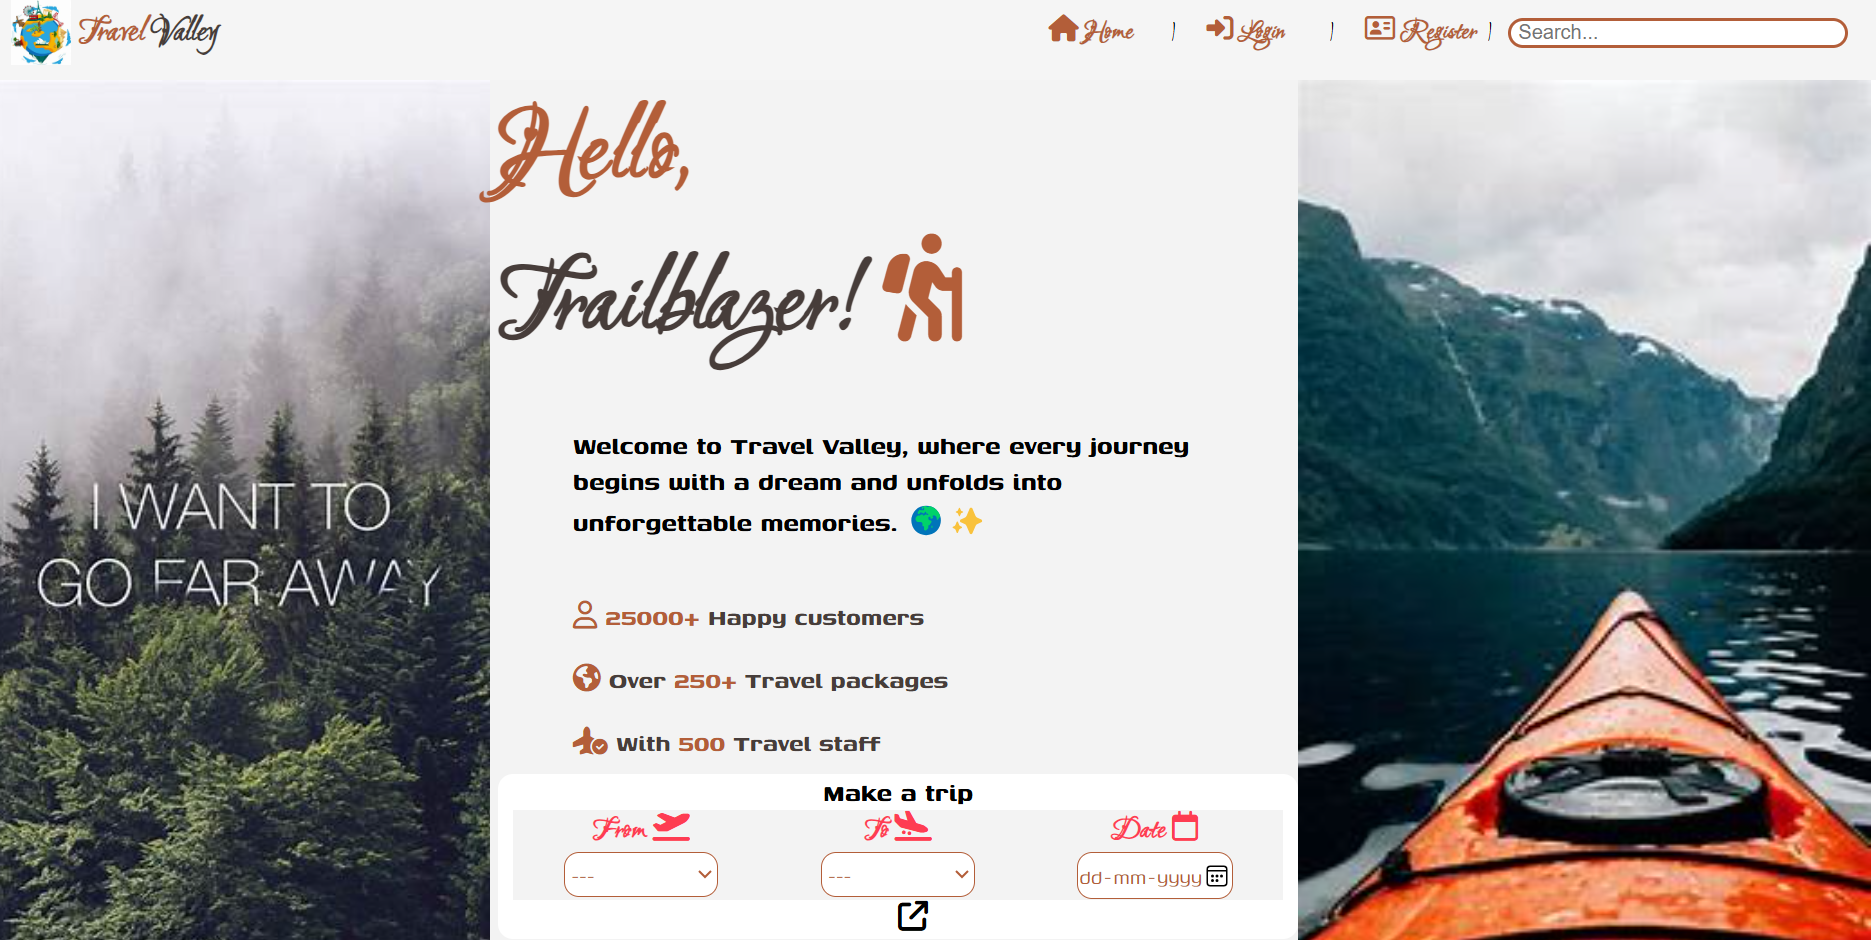 Travel Valley
Home | Login | Register | Search...
Hello,
Trailblazer!
I WANT TO
GO FAR AWAY
Welcome to Travel Valley, where every journey
begins with a dream and unfolds into
unforgettable memories. 🌍 ✨
25000+ Happy customers
Over 250+ Travel packages
With 500 Travel staff
Make a trip
From To Date
--- --- dd-mm-yyyy